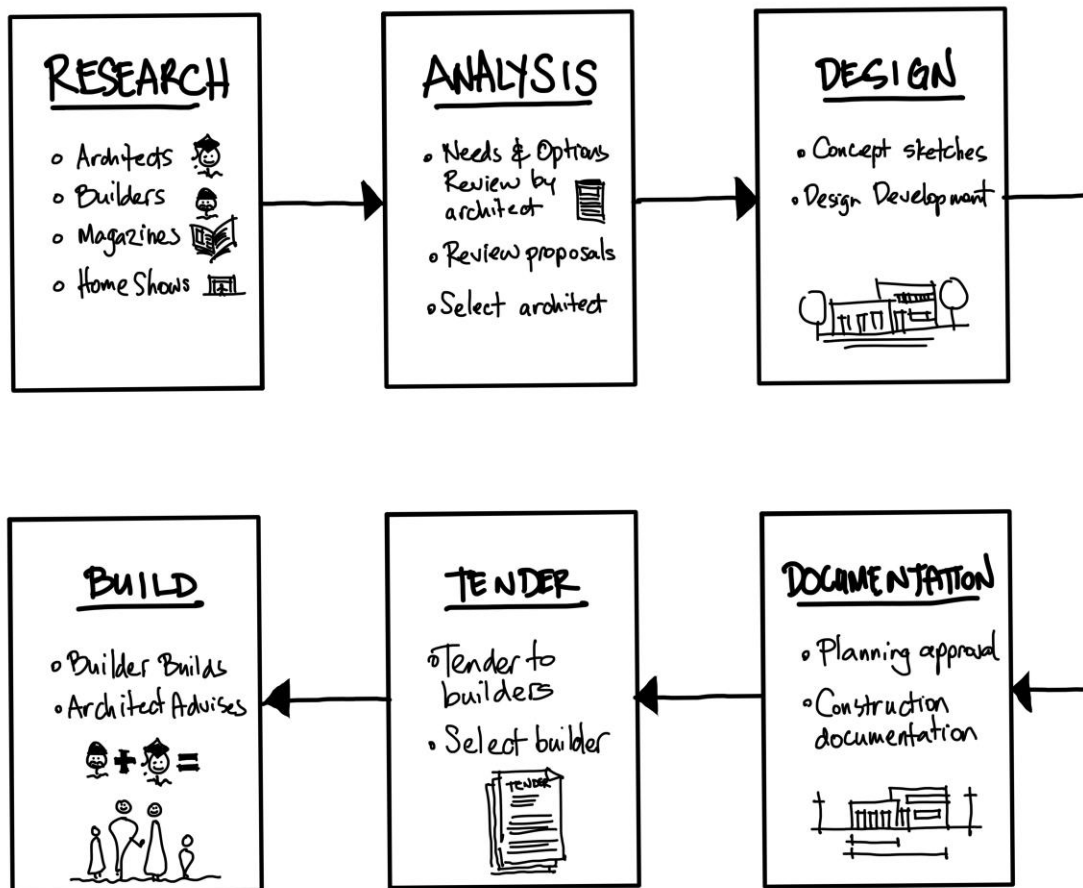 RESEARCH
Architects
Builders
Magazines
Home Shows
ANALYSIS
Needs & Options
Review by
architect
Review proposals
Select architect
DESIGN
Concept sketches
Design Development
DOCUMENTATION
Planning approval
Construction
documentation
TENDER
Tender to
builders
Select builder
TENDER
BUILD
Builder Builds
Architect Advises
+ =